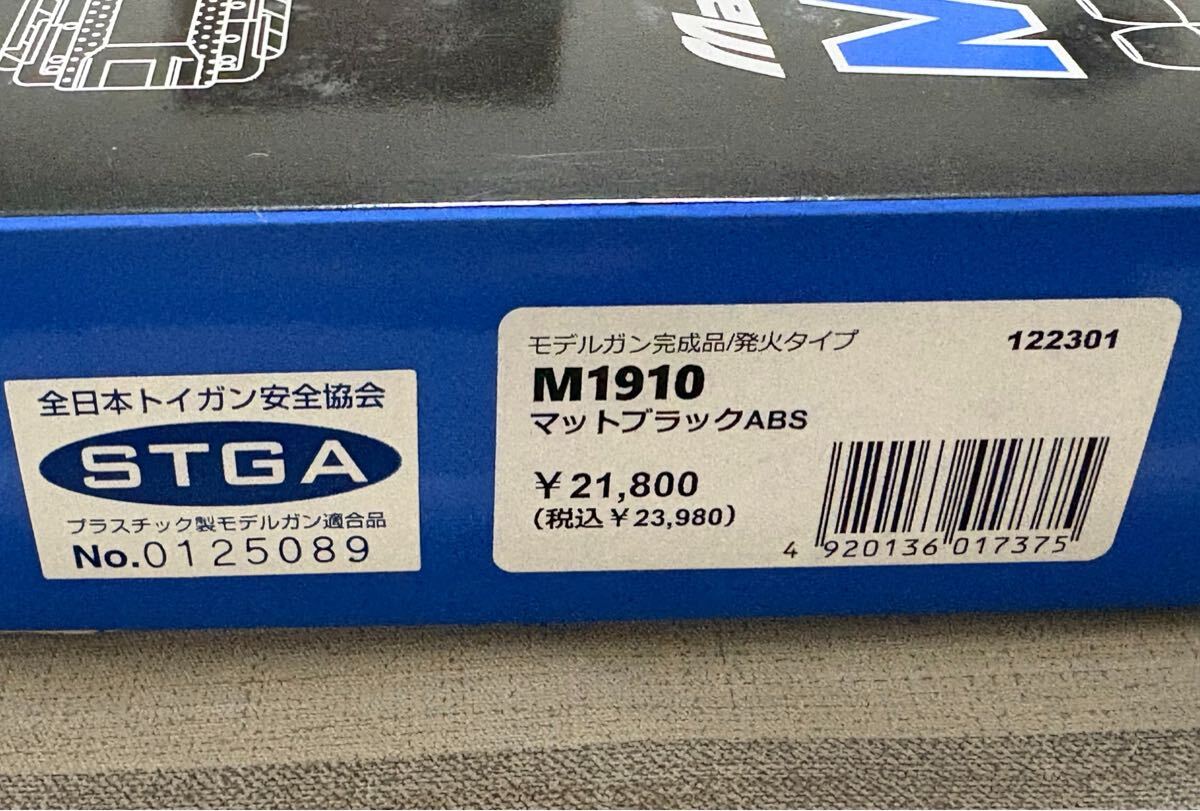 全日本トイガン安全協会
STGA
プラスチック製モデルガン適合品
No.0125089
モデルガン完成品/発火タイプ
122301
M1910
マットブラックABS
¥21,800
(税込¥23,980)
4 920136 017375